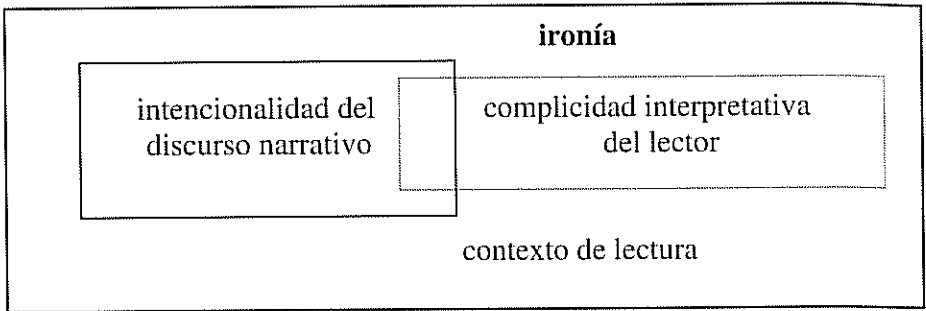 ironía
intencionalidad del
discurso narrativo
complicidad interpretativa
del lector
contexto de lectura